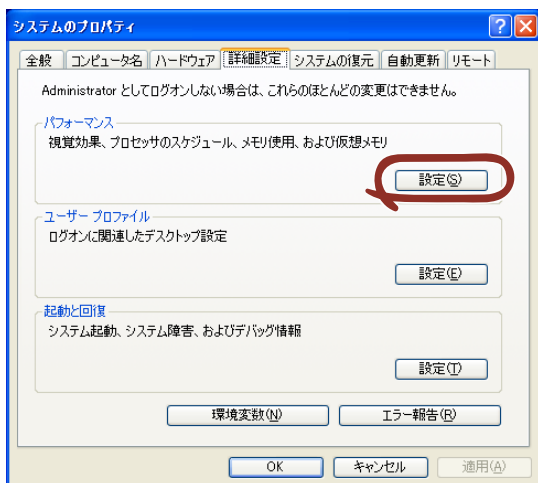 システムのプロパティ
全般 コンピュータ名 ハードウェア 詳細設定 システムの復元 自動更新 リモート
Administrator としてログオンしない場合は、これらのほとんどの変更はできません。
パフォーマンス
視覚効果、プロセッサのスケジュール、メモリ使用、および仮想メモリ
設定(S)
ユーザー プロファイル
ログオンに関連したデスクトップ設定
設定(E)
起動と回復
システム起動、システム障害、およびデバッグ情報
設定(T)
環境変数(N) エラー報告(R)
OK キャンセル 適用(A)